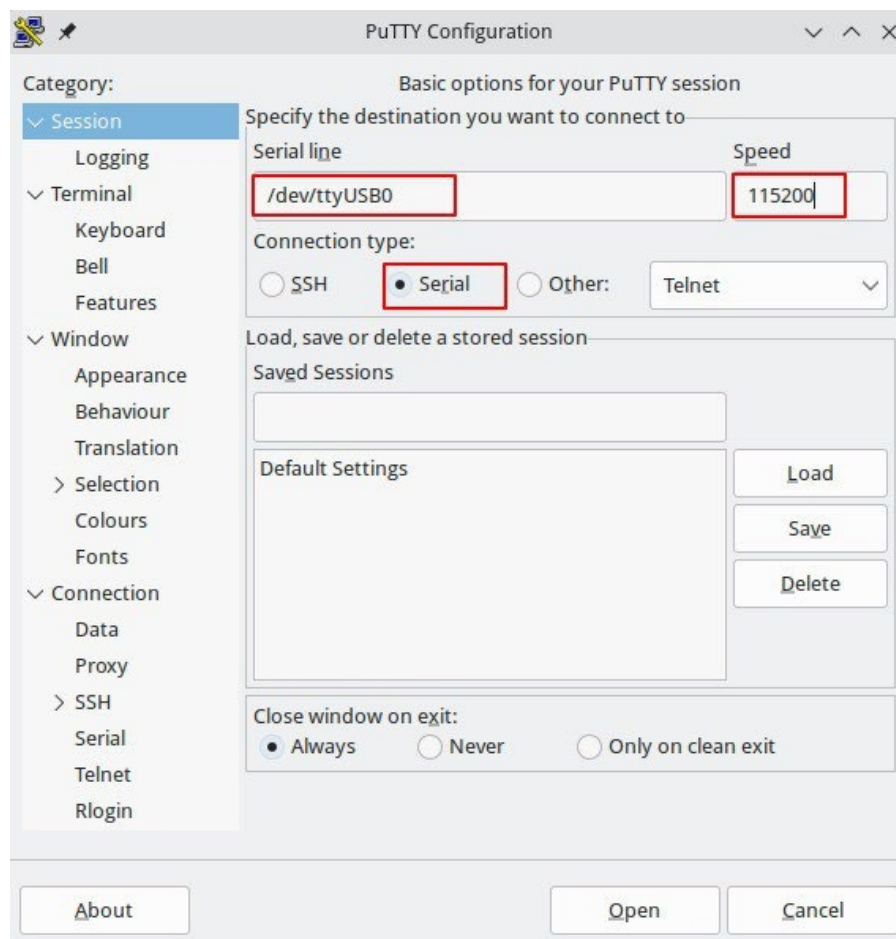 PuTTY Configuration
Category:
Session
Logging
Terminal
Keyboard
Bell
Features
Window
Appearance
Behaviour
Translation
Selection
Colours
Fonts
Connection
Data
Proxy
SSH
Serial
Telnet
Rlogin
Basic options for your PuTTY session
Specify the destination you want to connect to
Serial line Speed
/dev/ttyUSB0 115200
Connection type:
SSH Serial Other: Telnet
Load, save or delete a stored session
Saved Sessions
Default Settings
Load
Save
Delete
Close window on exit:
Always Never Only on clean exit
About Open Cancel